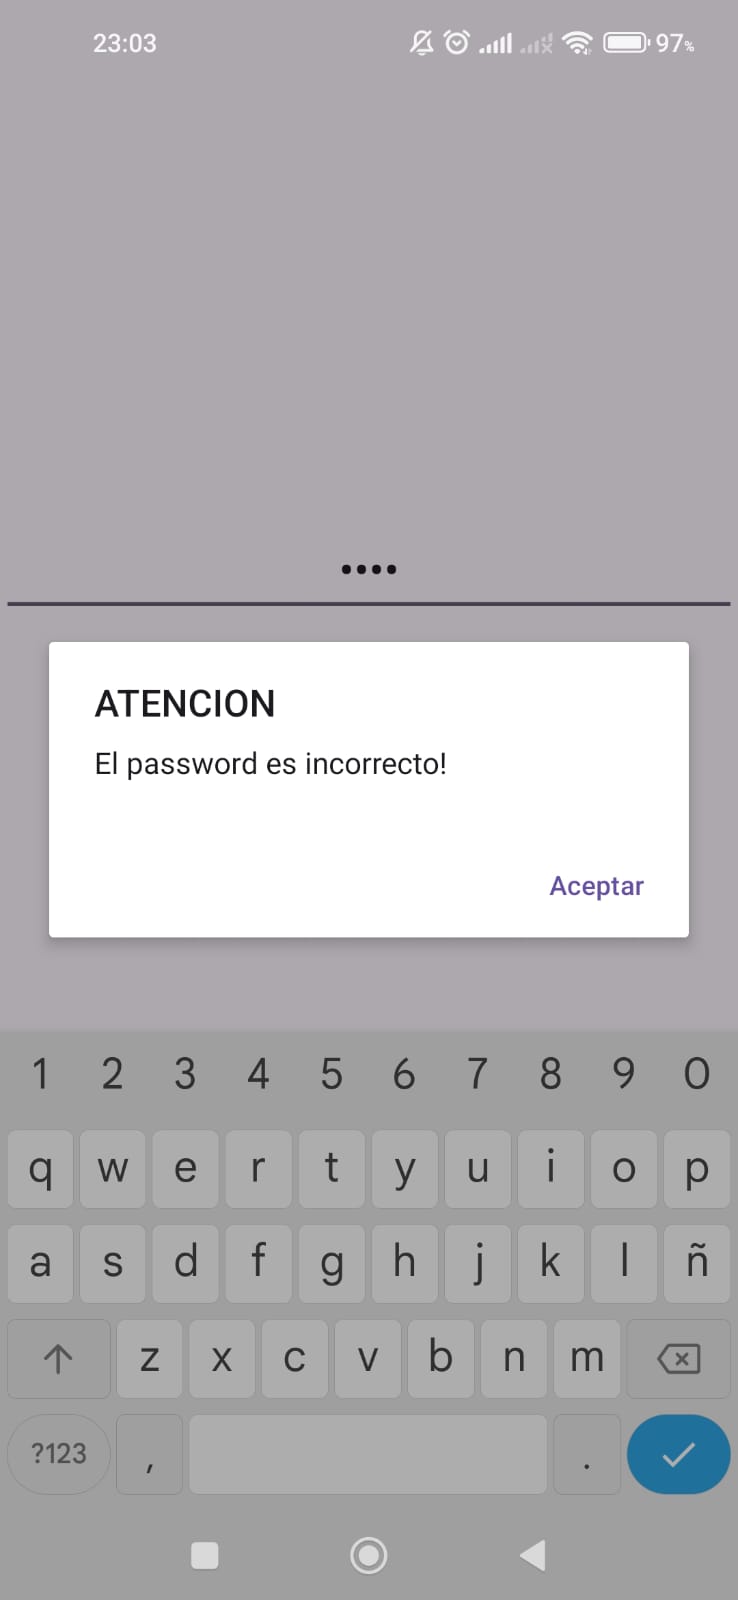 23:03 97%
••••
ATENCION
El password es incorrecto!
Aceptar
1 2 3 4 5 6 7 8 9 0
q w e r t y u i o p
a s d f g h j k l ñ
z x c v b n m
?123 , .